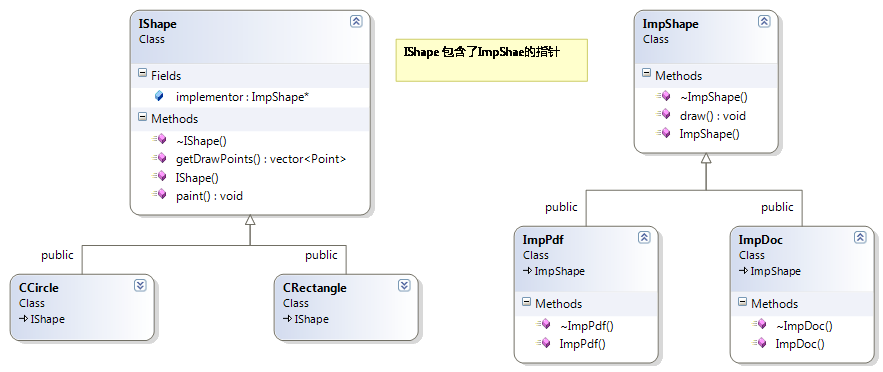 IShape
Class
Fields
implementor : ImpShape*
Methods
~IShape()
getDrawPoints() : vector<Point>
IShape()
paint() : void
IShape 包含了ImpShae的指针
ImpShape
Class
Methods
~ImpShape()
draw() : void
ImpShape()
public
public
CCircle
Class
IShape
CRectangle
Class
IShape
public
public
ImpPdf
Class
ImpShape
Methods
~ImpPdf()
ImpPdf()
ImpDoc
Class
ImpShape
Methods
~ImpDoc()
ImpDoc()